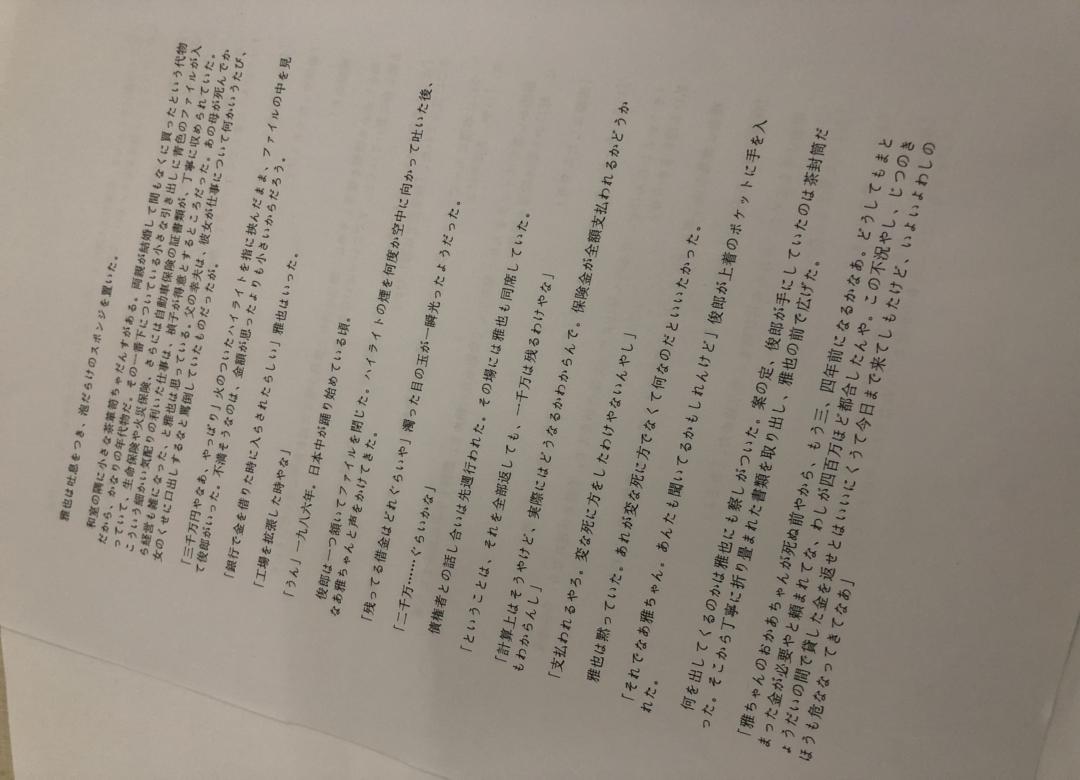 雅也は吐息をつき、泡だらけのスポンジを置いた。
和室の隅に小さな茶箪笥ちゃだんすがある。両親が結婚して間もなくに買ったという代物
だから、かなりの年代物だ。その一番下についている小さな引き出しに青色のファイルが入
っていて、生命保険や火災保険、さらには自動車保険の証書類が、丁寧に収められていた。
こういう細かい気配りの利いた仕事は、禎子が得意とするところだった。あの母が死んでか
ら経営も雑になった、と雅也は思っている。父の幸夫は、彼女が仕事について何かいうたび、
女のくせに口出しするなと罵倒していたものだったが。
「三千万円やなあ、やっぱり」火のついたハイライトを指に挟んだまま、ファイルの中を見
て俊郎がいった。不満そうなのは、金額が思ったよりも小さいからだろう。
「銀行で金を借りた時に入らされたらしい」雅也はいった。
「工場を拡張した時やな」
「うん」一九八六年。日本中が踊り始めている頃。
俊郎は一つ頷いてファイルを閉じた。ハイライトの煙を何度か空中に向かって吐いた後、
なあ雅ちゃんと声をかけてきた。濁った目の玉が一瞬光ったようだった。
「残ってる借金はどれぐらいや」
「二千万……ぐらいかな」
債権者との話し合いは先週行われた。その場には雅也も同席していた。
「ということは、それを全部返しても、一千万は残るわけやな」
「計算上はそうやけど、実際にはどうなるかわからんで。保険金が全額支払われるかどうか
もわからんし」
「支払われるやろ。変な死に方をしたわけやないんやし」
雅也は黙っていた。あれが変な死に方でなくて何なのだといいたかった。
「それでなあ雅ちゃん。あんたも聞いてるかもしれんけど」俊郎が上着のポケットに手を入
れた。
何を出してくるのかは雅也にも察しがついた。案の定、俊郎が手にしていたのは茶封筒だ
った。そこから丁寧に折り畳まれた書類を取り出し、雅也の前で広げた。
「雅ちゃんのおかあちゃんが死ぬ前やから、もう三、四年前になるかなあ。どうしてもまと
まった金が必要やと頼まれてな、わしが四百万ほど都合したんや。この不況やし、じつのき
ょうだいの間で貸した金を返せとはいいにくうて今日まで来てしもたけど、いよいよわしの
ほうも危ななってきてなあ」